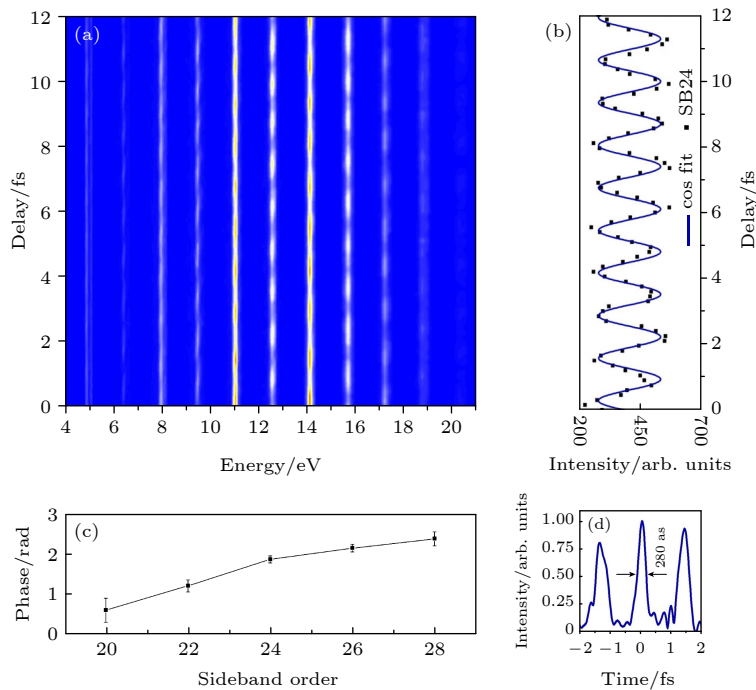 (a)
12
10
8
6
4
2
0
Delay/fs
4 6 8 10 12 14 16 18 20
Energy/eV
(b)
12
10
8
6
4
2
0
Delay/fs
SB24
cos fit
200 450 700
Intensity/arb. units
(c)
3
2
1
0
Phase/rad
20 22 24 26 28
Sideband order
(d)
1.00
0.75
0.50
0.25
0
Intensity/arb. units
280 as
−2 −1 0 1 2
Time/fs